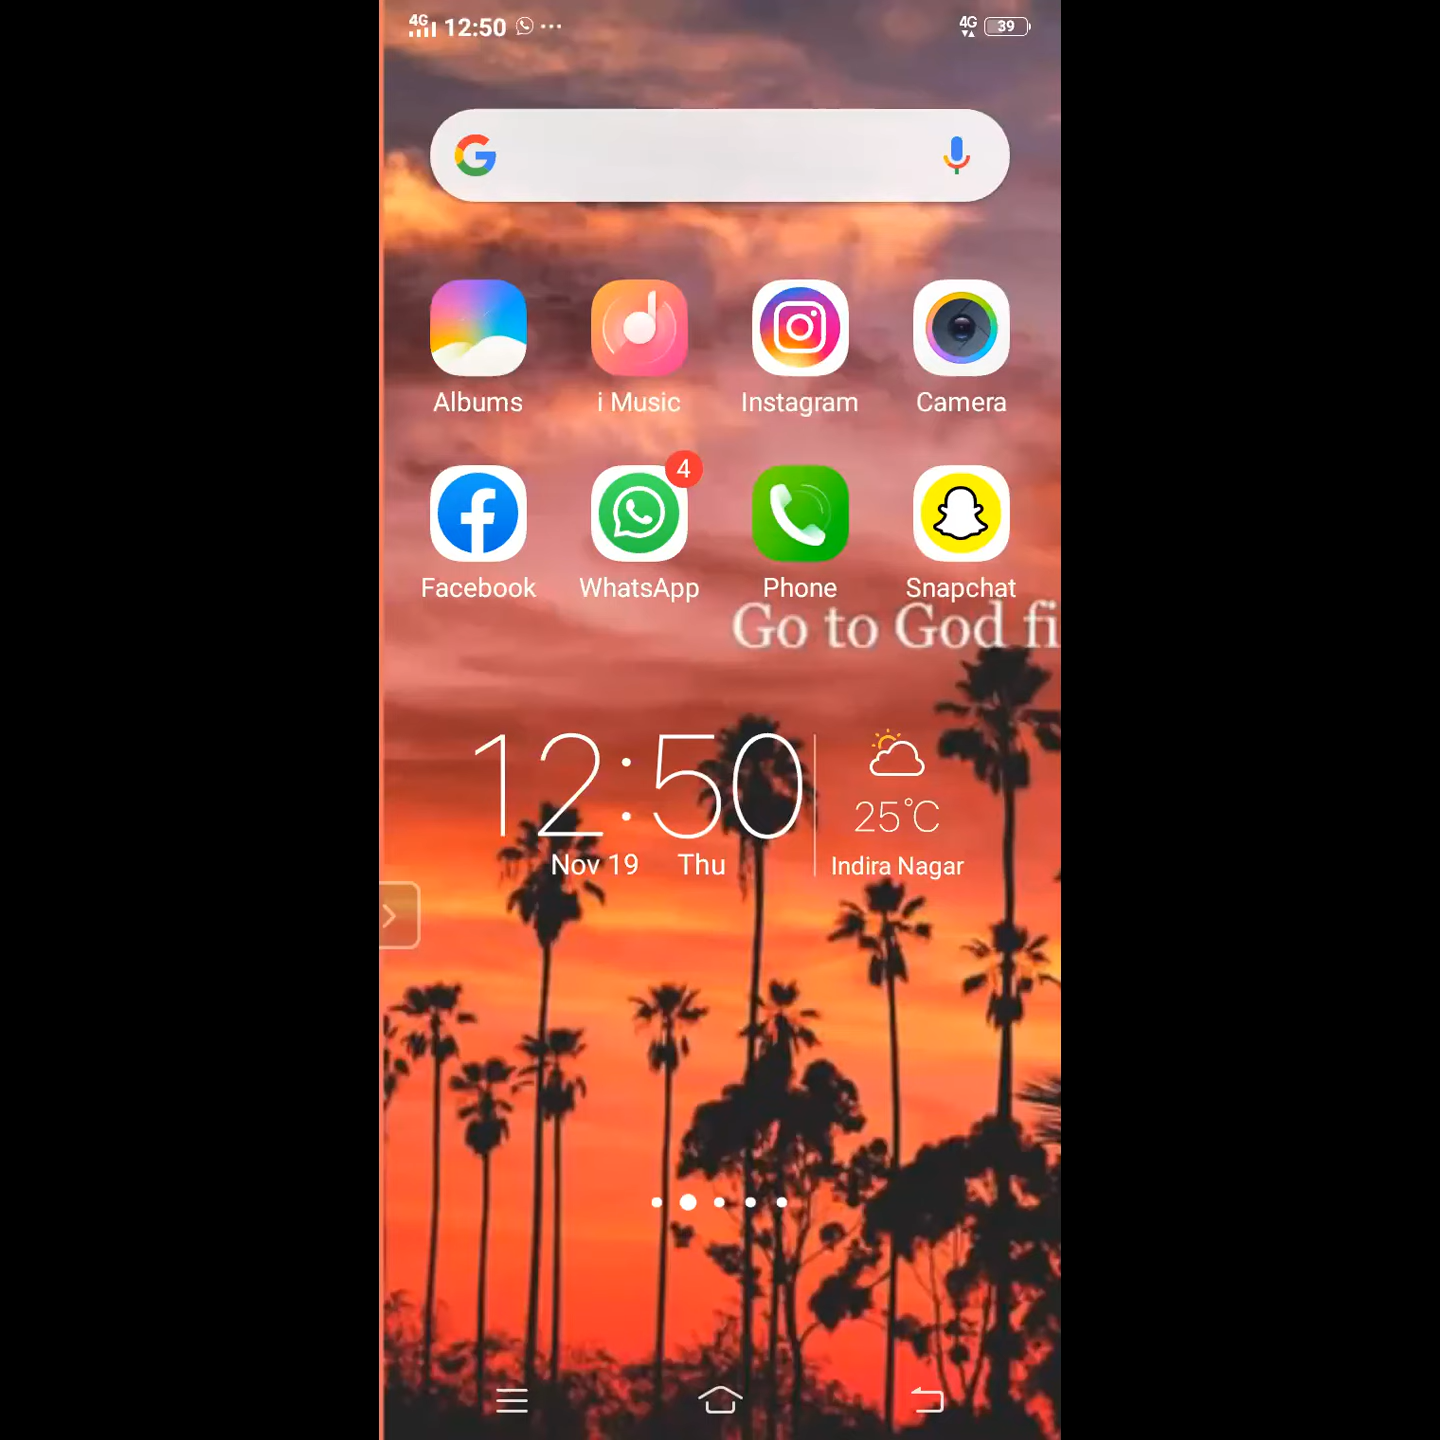 4G 12:50 ... 4G 39
G
Albums i Music Instagram Camera
4
Facebook WhatsApp Phone Snapchat
Go to God
12:50
25°C
Nov 19 Thu Indira Nagar